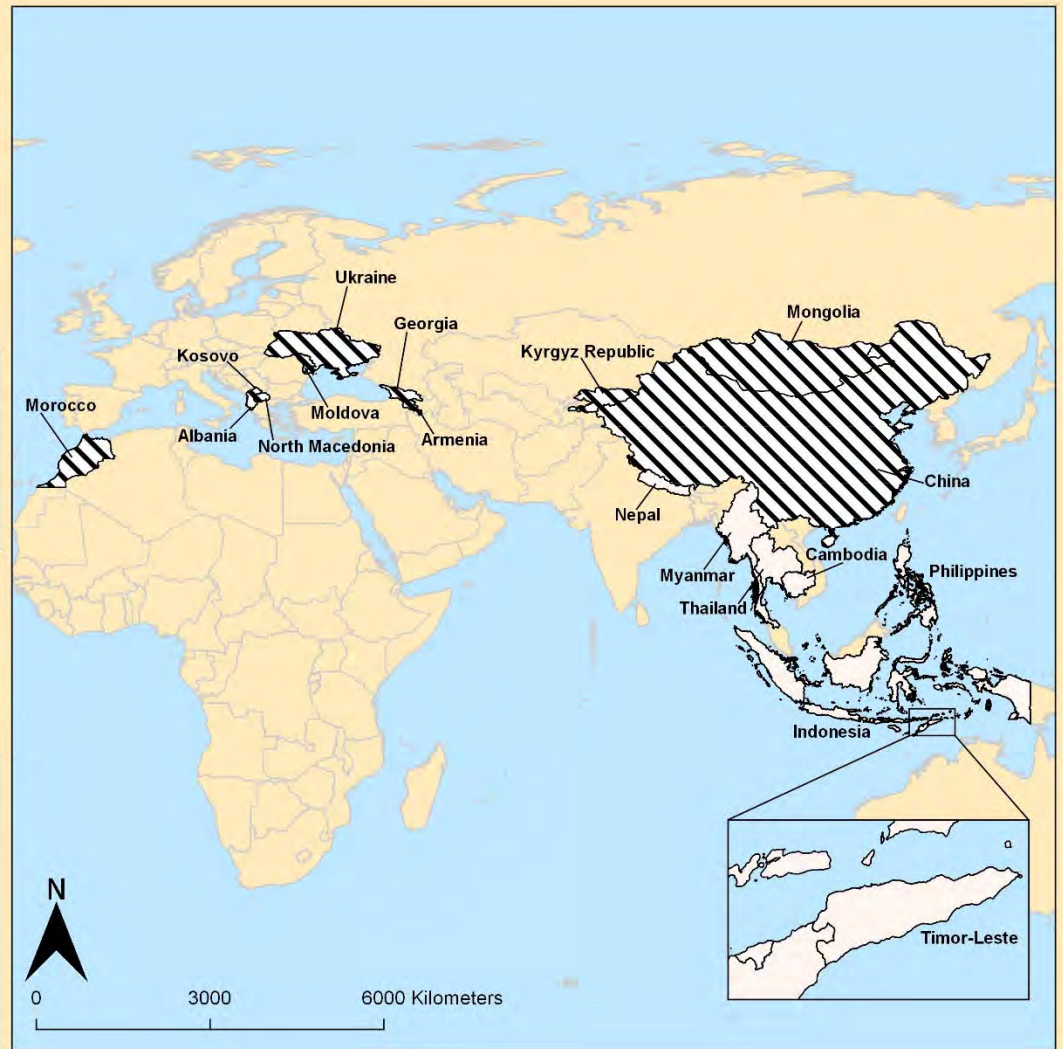 Ukraine
Georgia
Mongolia
Kosovo
Kyrgyz Republic
Morocco
Moldova
Albania
North Macedonia
Armenia
China
Nepal
Cambodia
Myanmar
Philippines
Thailand
Indonesia
N
Timor-Leste
0 3000 6000 Kilometers